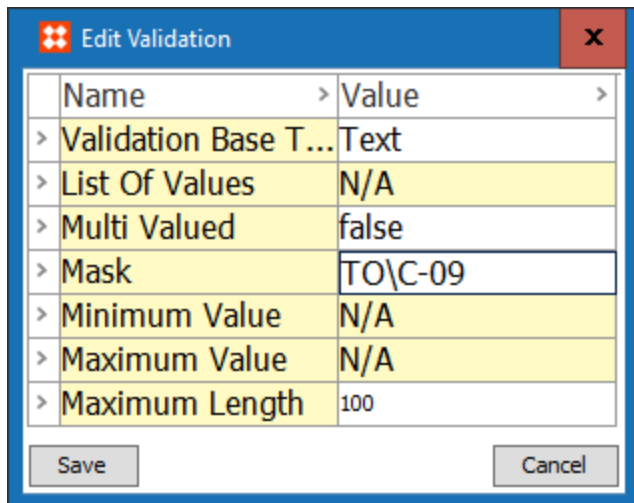 Edit Validation
x
Name > Value >
> Validation Base T... Text
> List Of Values N/A
> Multi Valued false
> Mask TO\C-09
> Minimum Value N/A
> Maximum Value N/A
> Maximum Length 100
Save Cancel